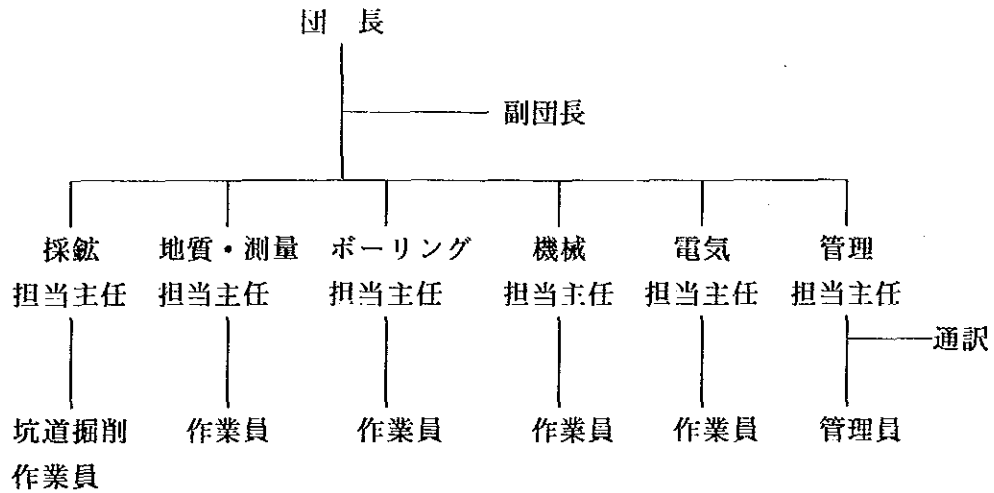 団 長
副団長
採鉱 地質・測量 ボーリング 機械 電気 管理
担当主任 担当主任 担当主任 担当主任 担当主任 担当主任
通訳
坑道掘削 作業員 作業員 作業員 作業員 管理員
作業員